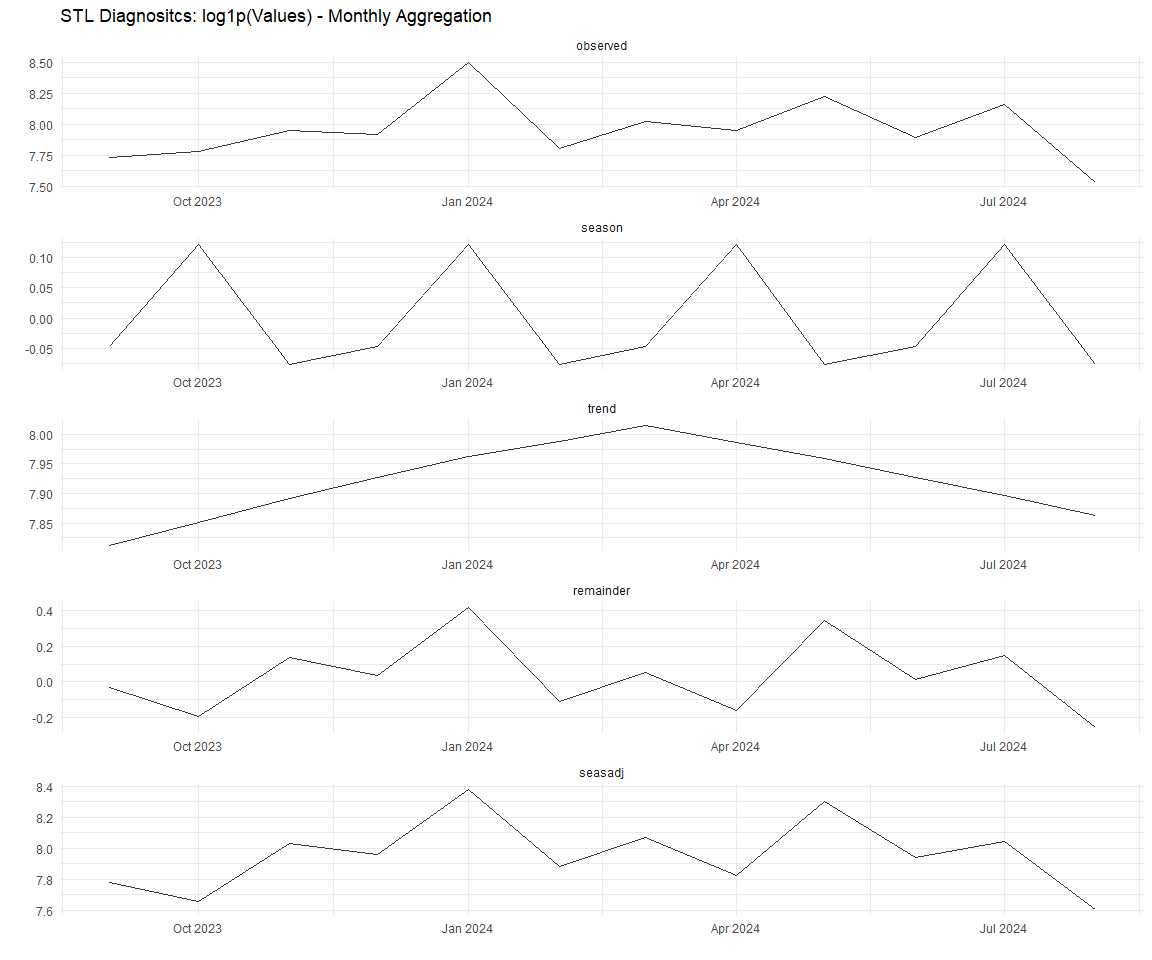 STL Diagnositcs: log1p(Values) - Monthly Aggregation
observed
8.50
8.25
8.00
7.75
7.50
Oct 2023 Jan 2024 Apr 2024 Jul 2024
season
0.10
0.05
0.00
-0.05
Oct 2023 Jan 2024 Apr 2024 Jul 2024
trend
8.00
7.95
7.90
7.85
Oct 2023 Jan 2024 Apr 2024 Jul 2024
remainder
0.4
0.2
0.0
-0.2
Oct 2023 Jan 2024 Apr 2024 Jul 2024
seasadj
8.4
8.2
8.0
7.8
7.6
Oct 2023 Jan 2024 Apr 2024 Jul 2024